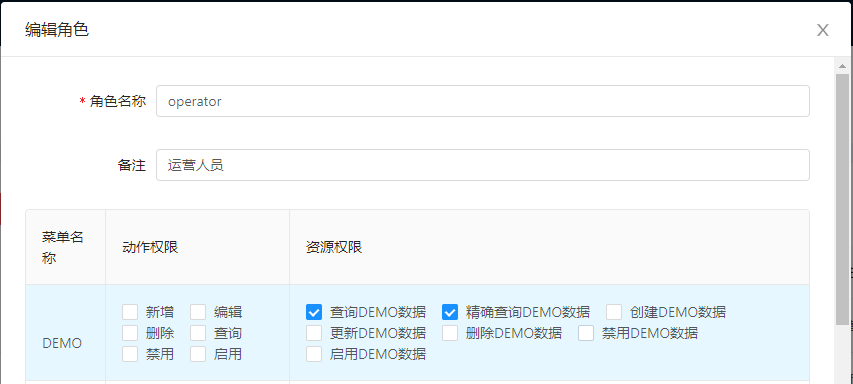 编辑角色
* 角色名称 operator
备注 运营人员
菜单名称 动作权限 资源权限
DEMO
新增 编辑
删除 查询
禁用 启用
查询DEMO数据 精确查询DEMO数据 创建DEMO数据
更新DEMO数据 删除DEMO数据 禁用DEMO数据
启用DEMO数据